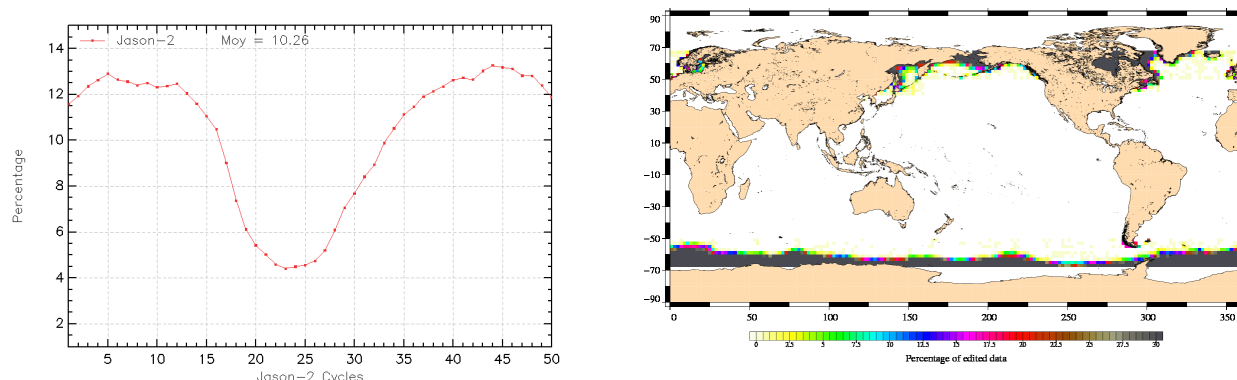 Jason-2 Moy = 10.26
14
12
10
8
6
4
2
5 10 15 20 25 30 35 40 45 50
Percentage
Jason-2 Cycles
90
70
50
30
10
-10
-30
-50
-70
-90
0 50 100 150 200 250 300 350
0 2.5 5 7.5 10 12.5 15 17.5 20 22.5 25 27.5 30
Percentage of edited data